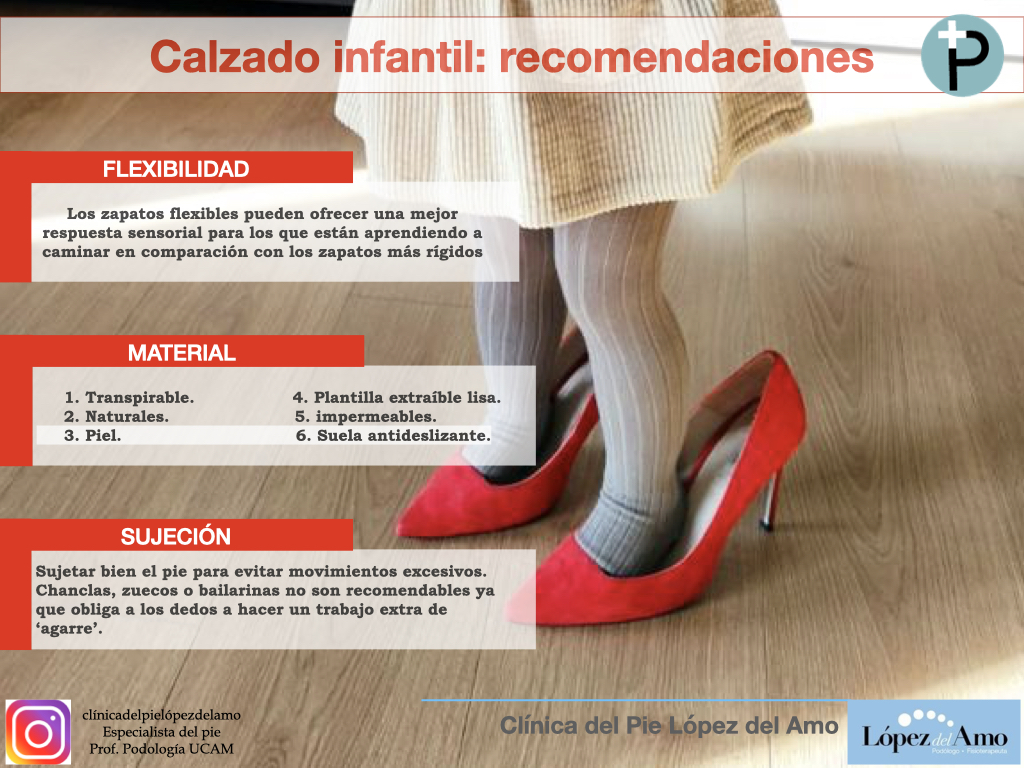 Calzado infantil: recomendaciones
P
FLEXIBILIDAD
Los zapatos flexibles pueden ofrecer una mejor
respuesta sensorial para los que están aprendiendo a
caminar en comparación con los zapatos más rígidos
MATERIAL
1. Transpirable.
2. Naturales.
3. Piel.
4. Plantilla extraíble lisa.
5. impermeables.
6. Suela antideslizante.
SUJECIÓN
Sujetar bien el pie para evitar movimientos excesivos.
Chanclas, zuecos o bailarinas no son recomendables ya
que obliga a los dedos a hacer un trabajo extra de
‘agarre’.
clínicadelpielópezdelamo
Especialista del pie
Prof. Podología UCAM
Clínica del Pie López del Amo
López del Amo
Podólogo • Fisioterapeuta